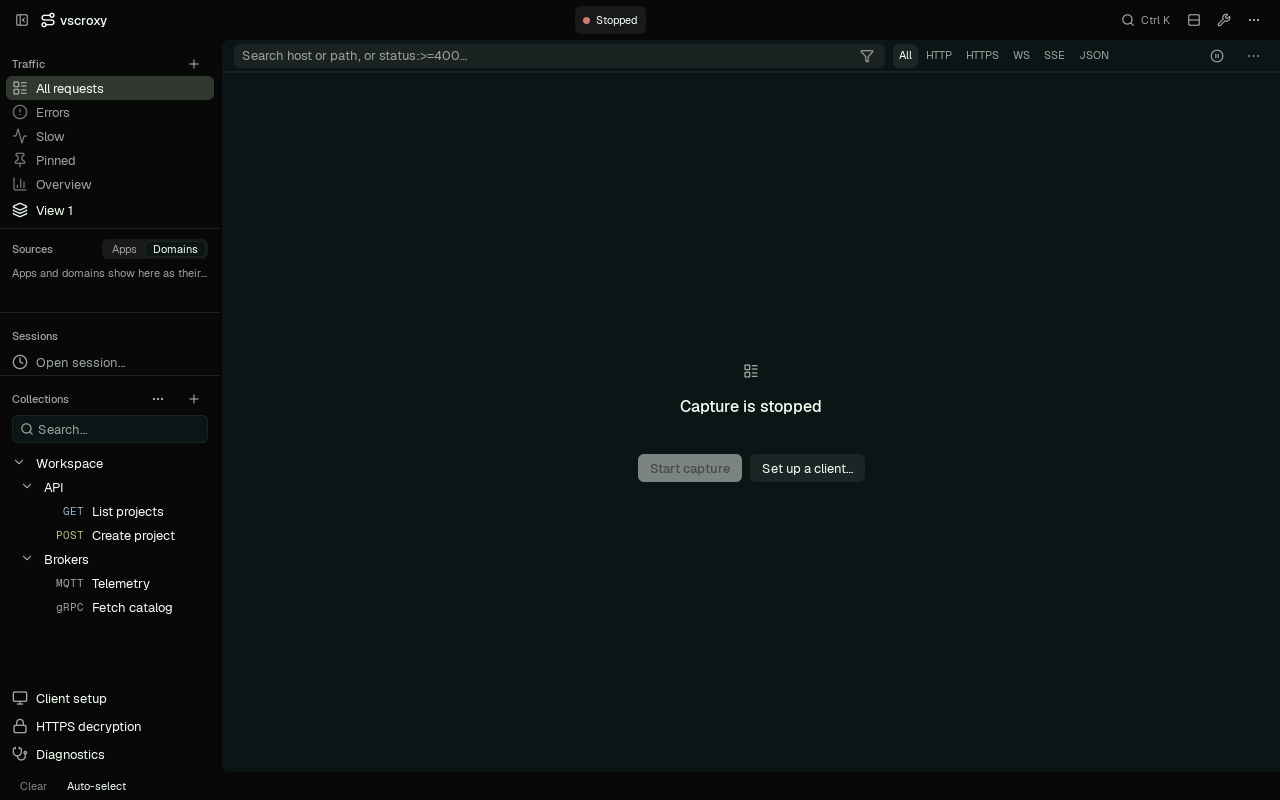 vscroxy
Stopped
Ctrl K
Traffic
All requests
Errors
Slow
Pinned
Overview
View 1
Sources
Apps
Domains
Apps and domains show here as their…
Sessions
Open session…
Collections
Search…
Workspace
API
GET List projects
POST Create project
Brokers
MQTT Telemetry
gRPC Fetch catalog
Client setup
HTTPS decryption
Diagnostics
Clear
Auto-select
Search host or path, or status:>=400…
All
HTTP
HTTPS
WS
SSE
JSON
Capture is stopped
Start capture
Set up a client…